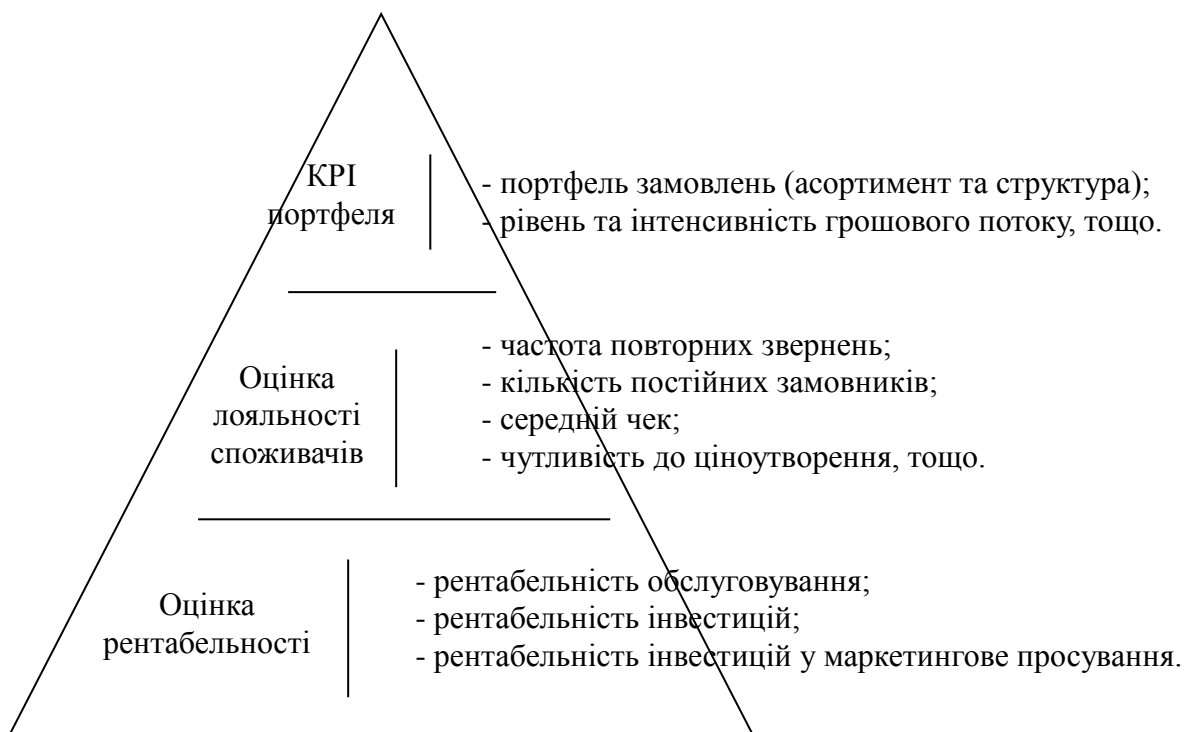 КРІ
портфеля
- портфель замовлень (асортимент та структура);
- рівень та інтенсивність грошового потоку, тощо.
Оцінка
лояльності
споживачів
- частота повторних звернень;
- кількість постійних замовників;
- середній чек;
- чутливість до ціноутворення, тощо.
Оцінка
рентабельності
- рентабельність обслуговування;
- рентабельність інвестицій;
- рентабельність інвестицій у маркетингове просування.